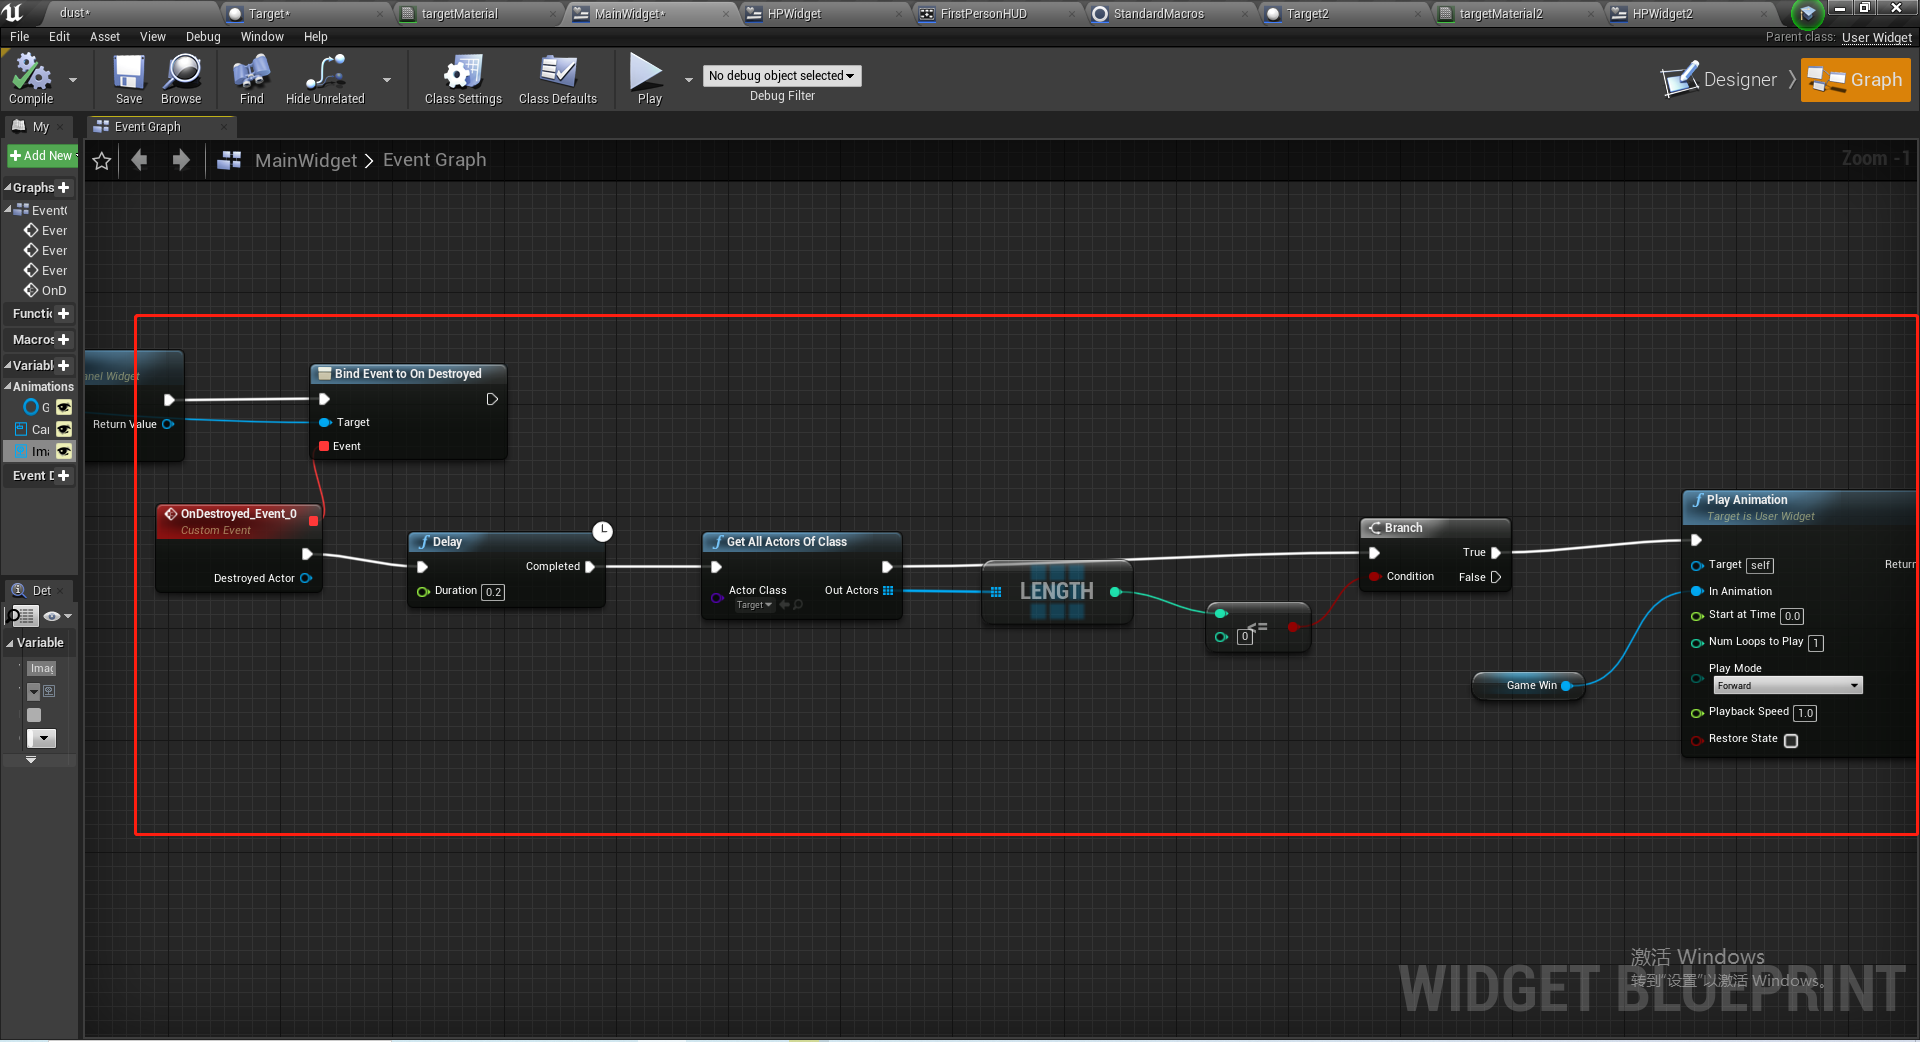 dust*
Target*
targetMaterial
MainWidget*
HPWidget
FirstPersonHUD
StandardMacros
Target2
targetMaterial2
HPWidget2
File Edit Asset View Debug Window Help
Parent class: User Widget
Compile
Save
Browse
Find
Hide Unrelated
Class Settings
Class Defaults
Play
No debug object selected
Debug Filter
Designer
Graph
My
Event Graph
Add New
MainWidget > Event Graph
Zoom -1
Graphs
Event
Ever
Ever
Ever
OnD
Functio
Macros
Variabl
Animations
G
Car
Ima
Event D
Det
Variable
Imag
anel Widget
Return Value
Bind Event to On Destroyed
Target
Event
OnDestroyed_Event_0
Custom Event
Destroyed Actor
Delay
Completed
Duration 0.2
Get All Actors Of Class
Actor Class
Target
Out Actors
LENGTH
<=
0
Branch
True
Condition
False
Game Win
Play Animation
Target is User Widget
Target self
Return
In Animation
Start at Time 0.0
Num Loops to Play 1
Play Mode
Forward
Playback Speed 1.0
Restore State
激活 Windows
转到"设置"以激活 Windows。
WIDGET BLUEPRINT